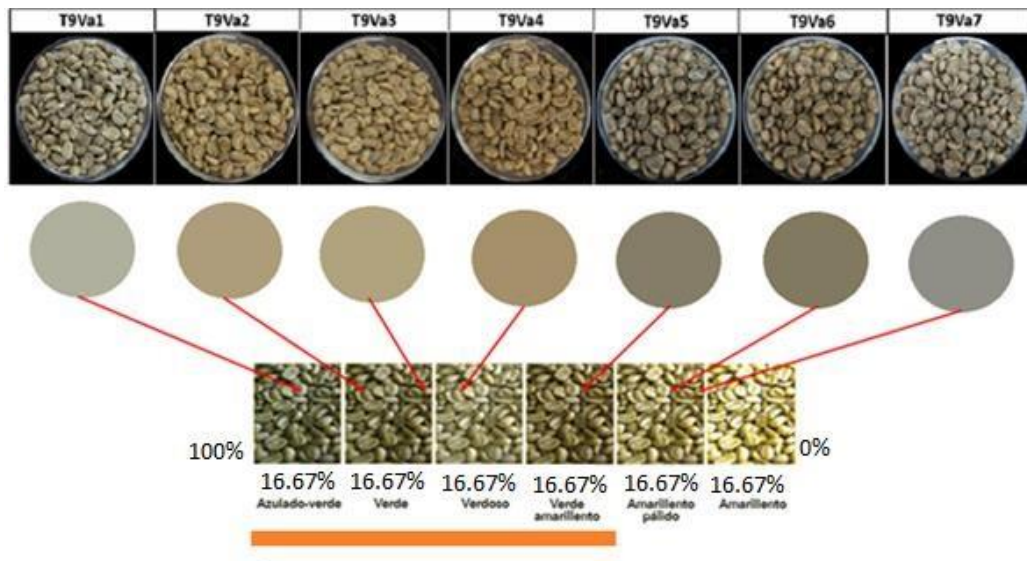 T9Va1 T9Va2 T9Va3 T9Va4 T9Va5 T9Va6 T9Va7
100% 0%
16.67% 16.67% 16.67% 16.67% 16.67% 16.67%
Azulado-verde Verde Verdoso Verde amarillento Amarillento pálido Amarillento